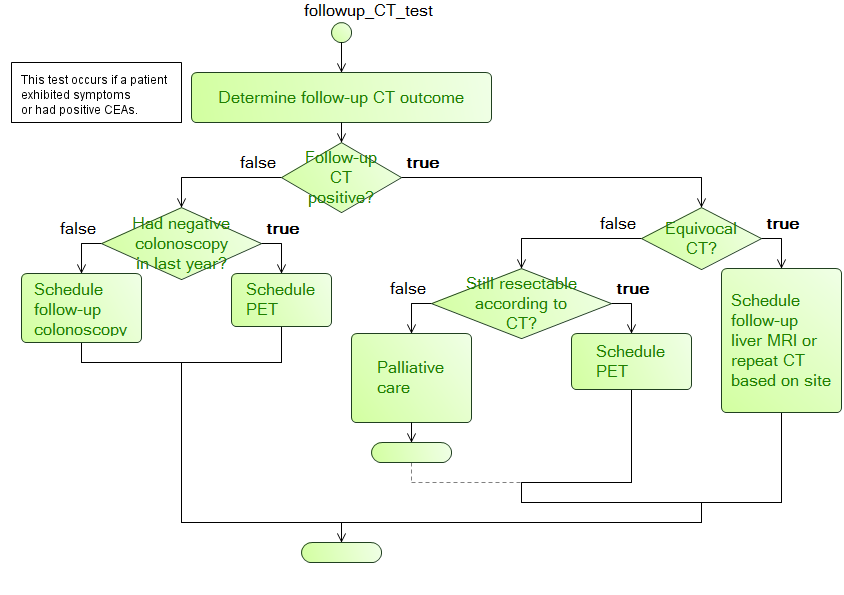 followup_CT_test
This test occurs if a patient
exhibited symptoms
or had positive CEAs.
Determine follow-up CT outcome
false
Follow-up
CT
positive?
true
false
Had negative
colonoscopy
in last year?
true
false
Equivocal
CT?
true
Schedule
follow-up
colonoscopy
Schedule
PET
false
Still resectable
according to
CT?
true
Schedule
follow-up
liver MRI or
repeat CT
based on site
Palliative
care
Schedule
PET